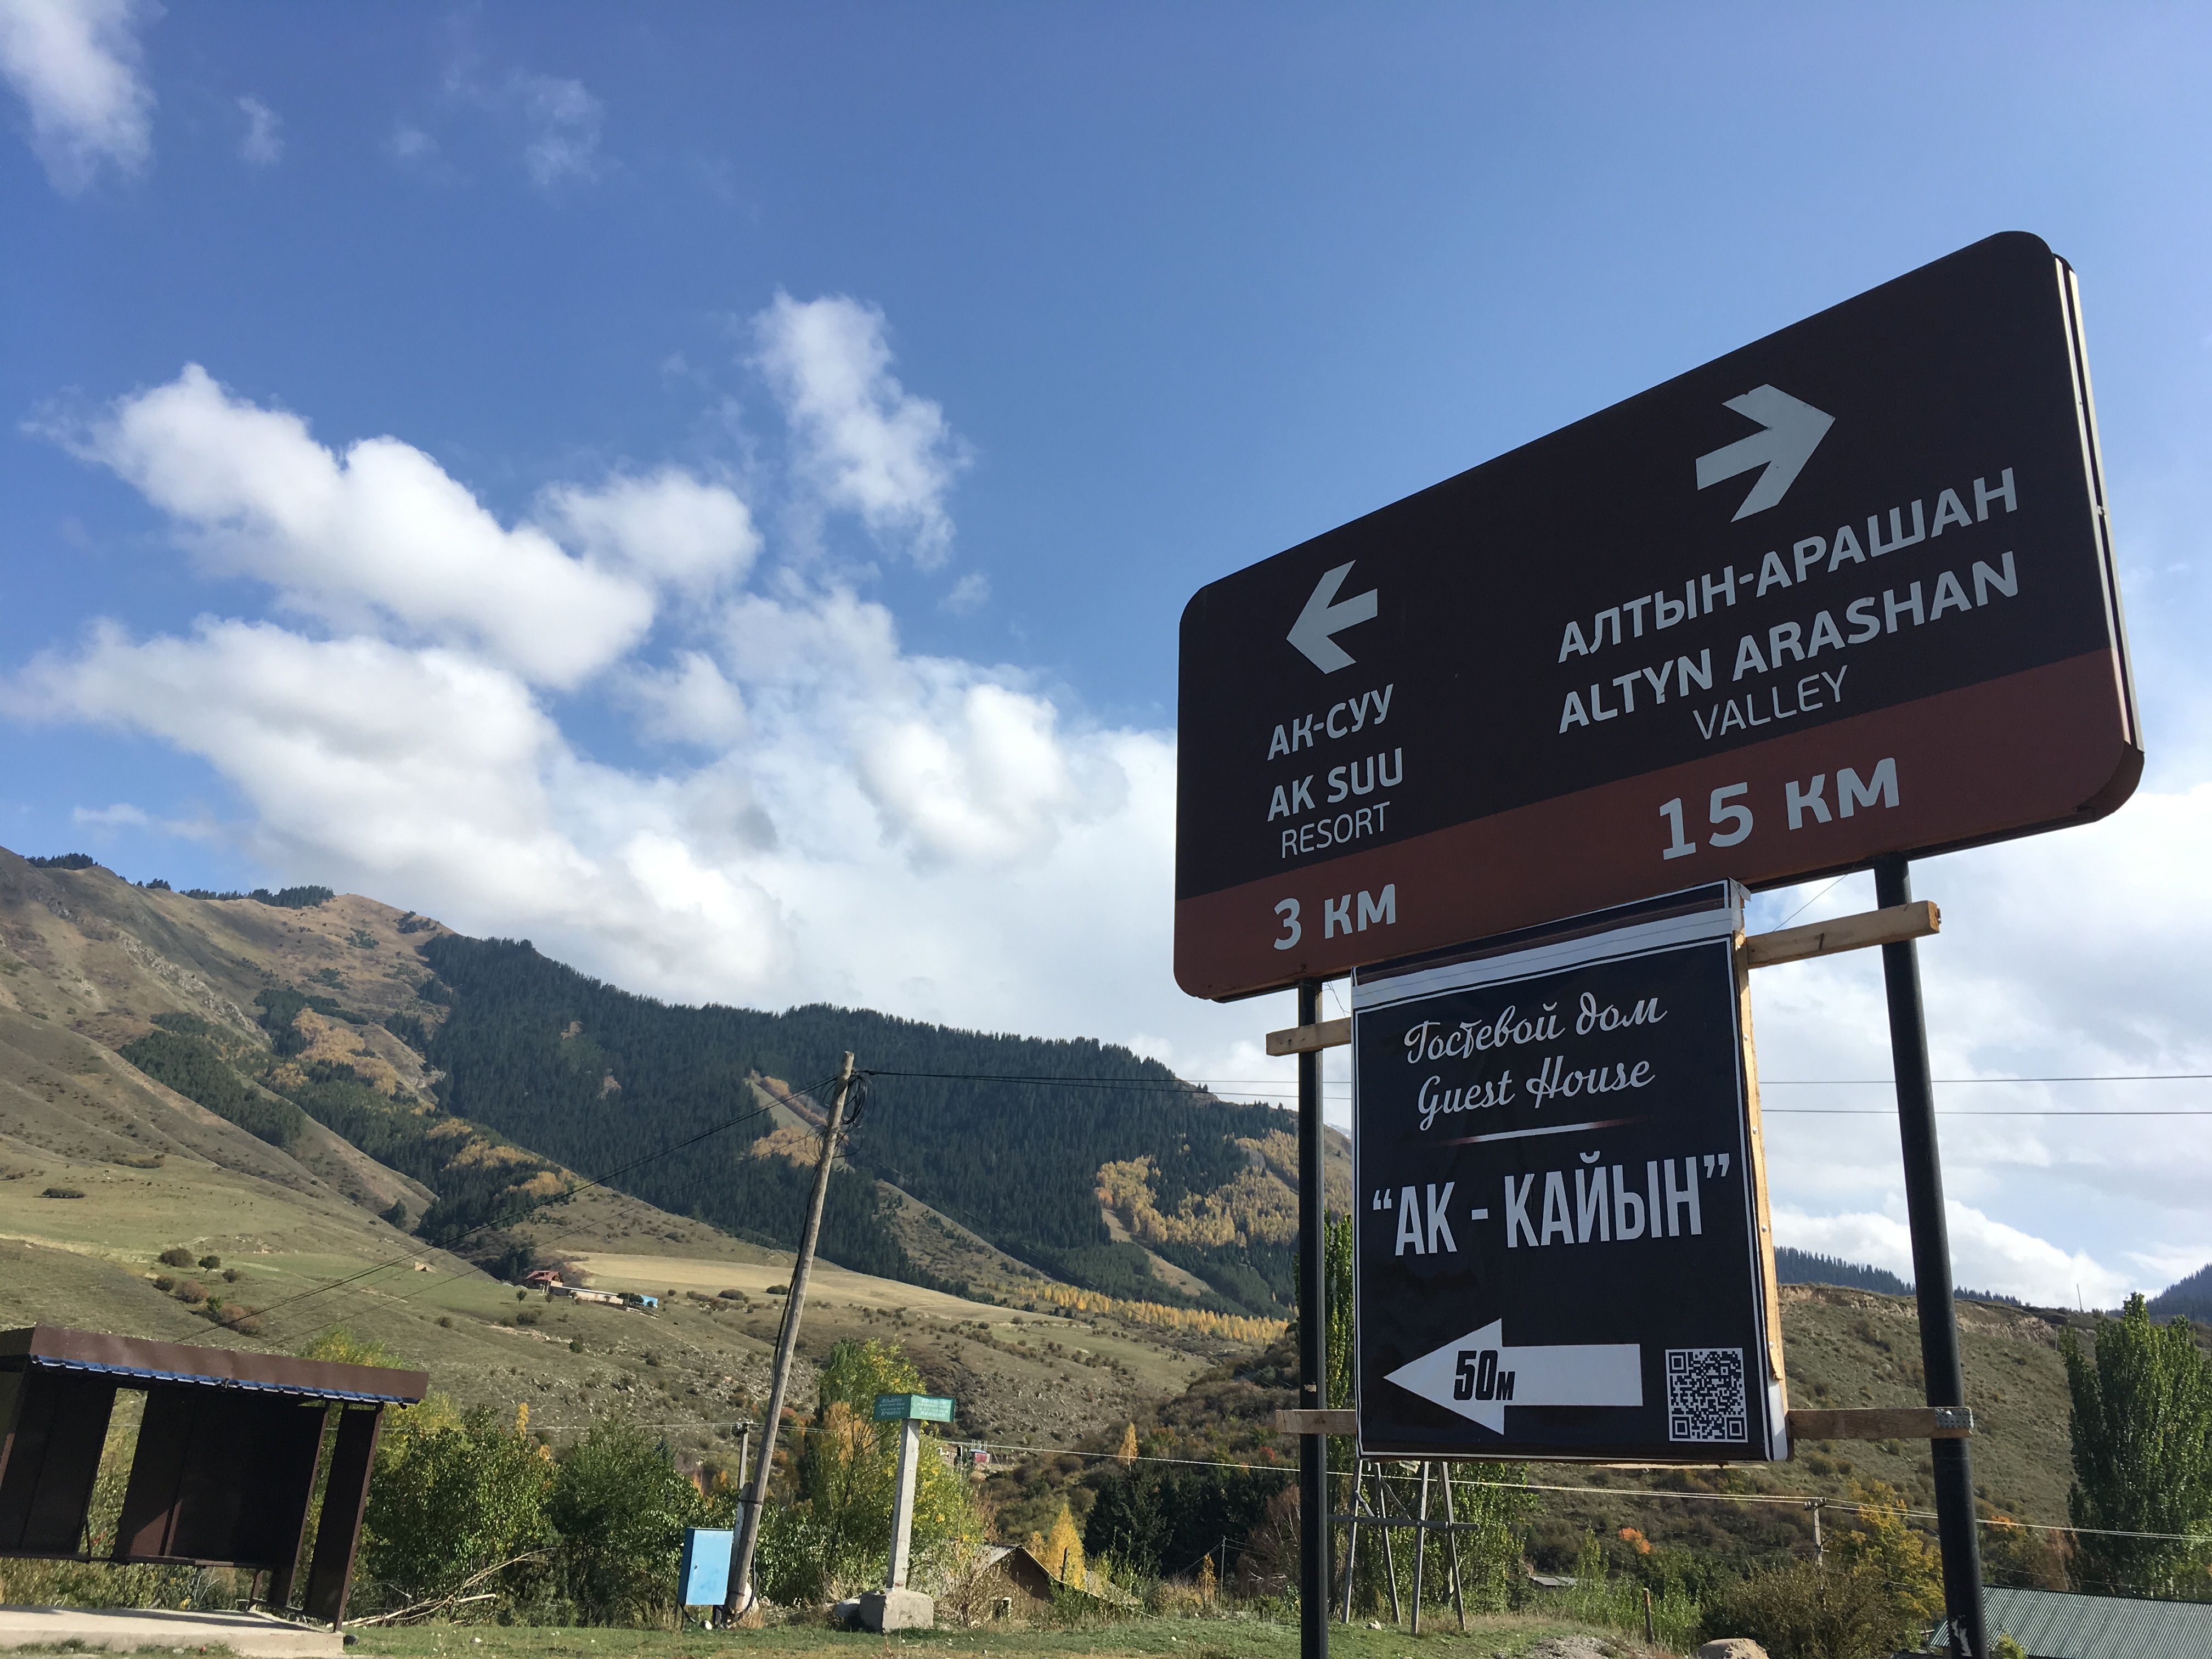 АК-СУУ
AK SUU
RESORT
3 КМ
АЛТЫН-АРАШАН
ALTYN ARASHAN
VALLEY
15 КМ
Гостевой дом
Guest House
“АК - КАЙЫН”
50м